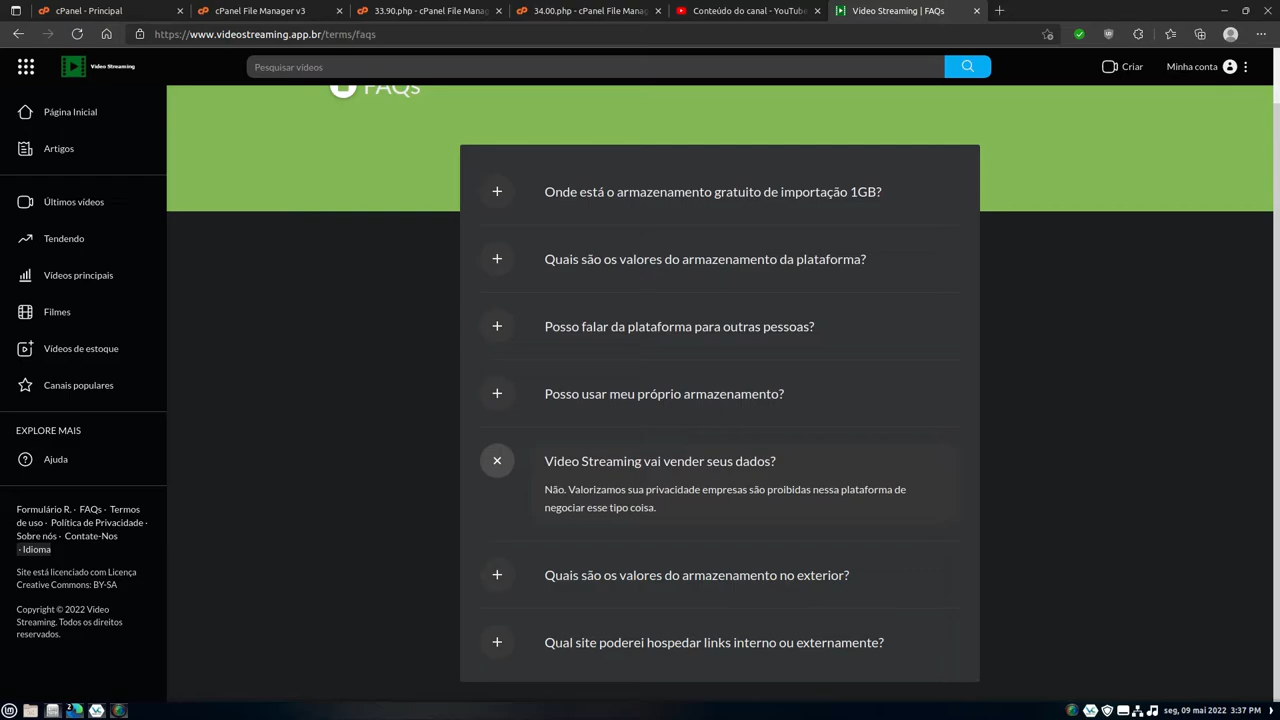 cPanel - Principal
cPanel File Manager v3
33.90.php - cPanel File Mana
34.00.php - cPanel File Mana
Conteúdo do canal - YouTube
Video Streaming | FAQs
https://www.videostreaming.app.br/terms/faqs
Video Streaming
Pesquisar vídeos
Criar
Minha conta
FAQs
Página Inicial
Artigos
Últimos vídeos
Tendendo
Vídeos principais
Filmes
Vídeos de estoque
Canais populares
EXPLORE MAIS
Ajuda
Formulário R. · FAQs · Termos
de uso · Política de Privacidade ·
Sobre nós · Contate-Nos
· Idioma
Site está licenciado com Licença
Creative Commons: BY-SA
Copyright © 2022 Video
Streaming. Todos os direitos
reservados.
Onde está o armazenamento gratuito de importação 1GB?
Quais são os valores do armazenamento da plataforma?
Posso falar da plataforma para outras pessoas?
Posso usar meu próprio armazenamento?
Video Streaming vai vender seus dados?
Não. Valorizamos sua privacidade empresas são proibidas nessa plataforma de
negociar esse tipo coisa.
Quais são os valores do armazenamento no exterior?
Qual site poderei hospedar links interno ou externamente?
seg, 09 mai 2022 3:37 PM